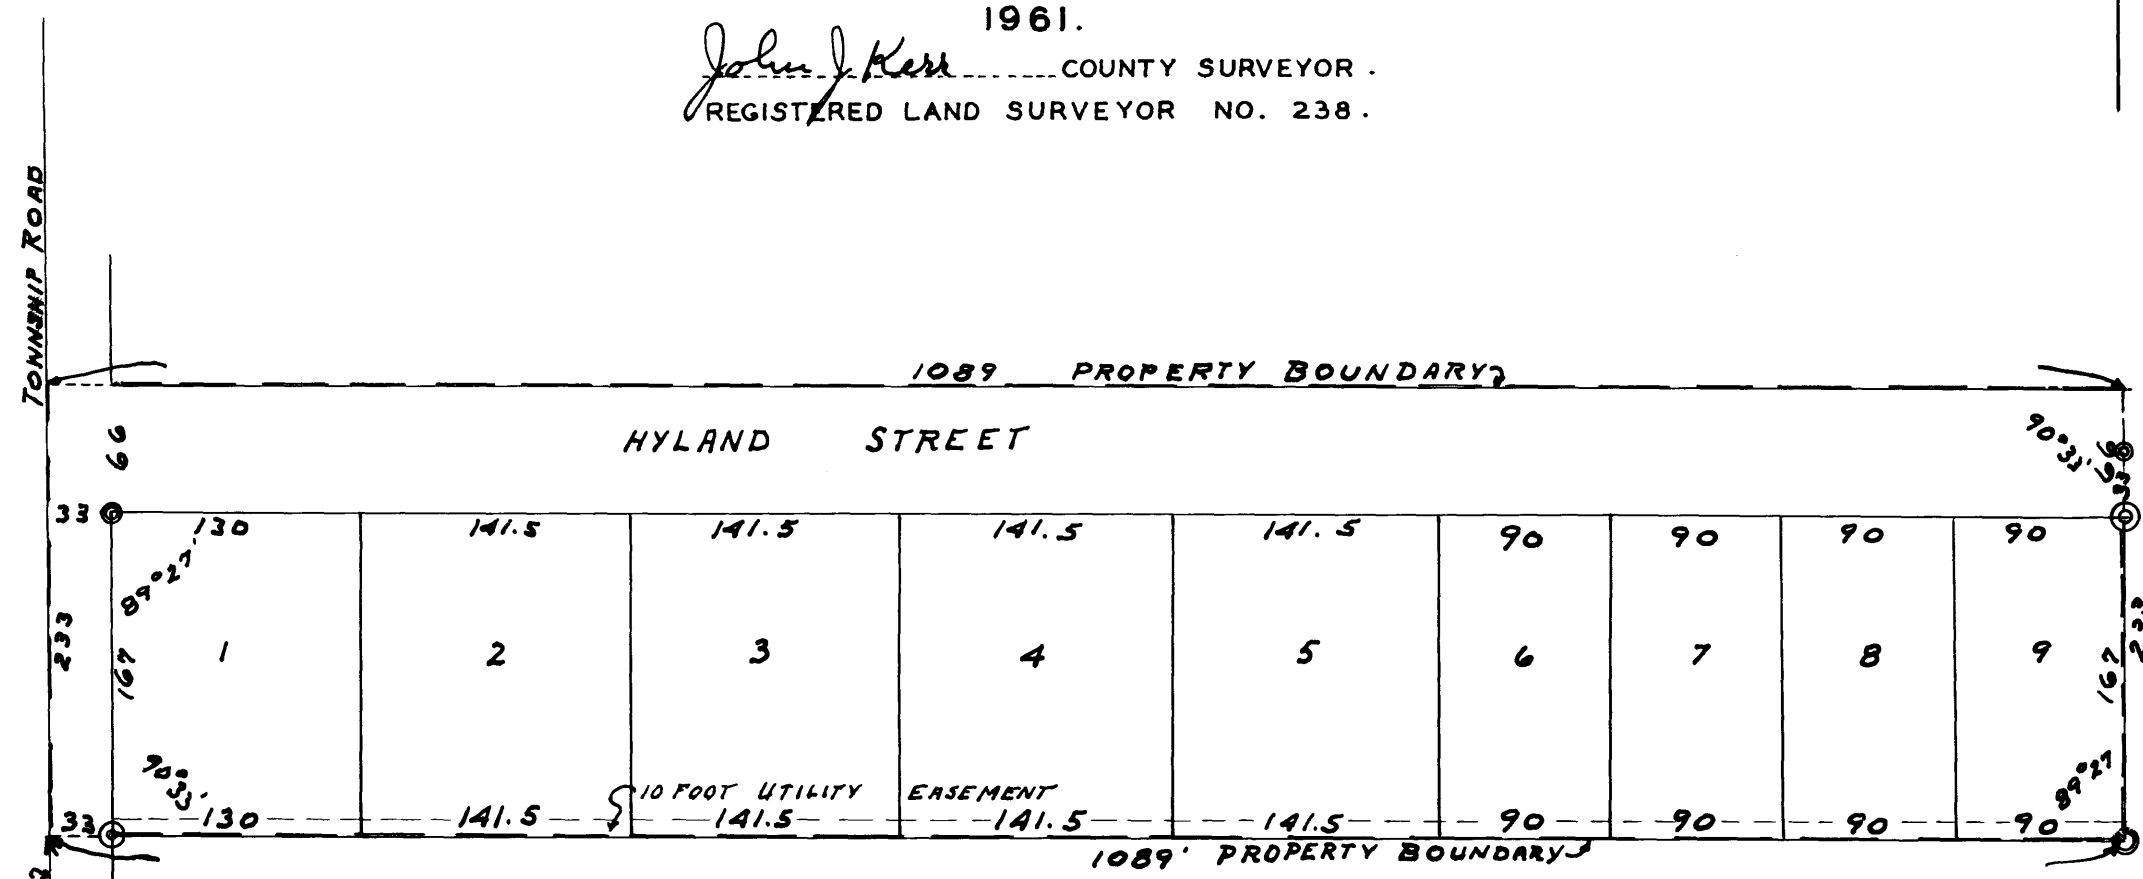 1961.
John J Kerr COUNTY SURVEYOR.
REGISTERED LAND SURVEYOR NO. 238.
TOWNSHIP ROAD
1089 PROPERTY BOUNDARY
66
HYLAND STREET
90°33'
66
33
33
130 141.5 141.5 141.5 141.5 90 90 90 90
89°27'
233
167
1 2 3 4 5 6 7 8 9
167
233
90°33'
89°27
10 FOOT UTILITY EASEMENT
33
130 141.5 141.5 141.5 141.5 90 90 90 90
1089' PROPERTY BOUNDARY